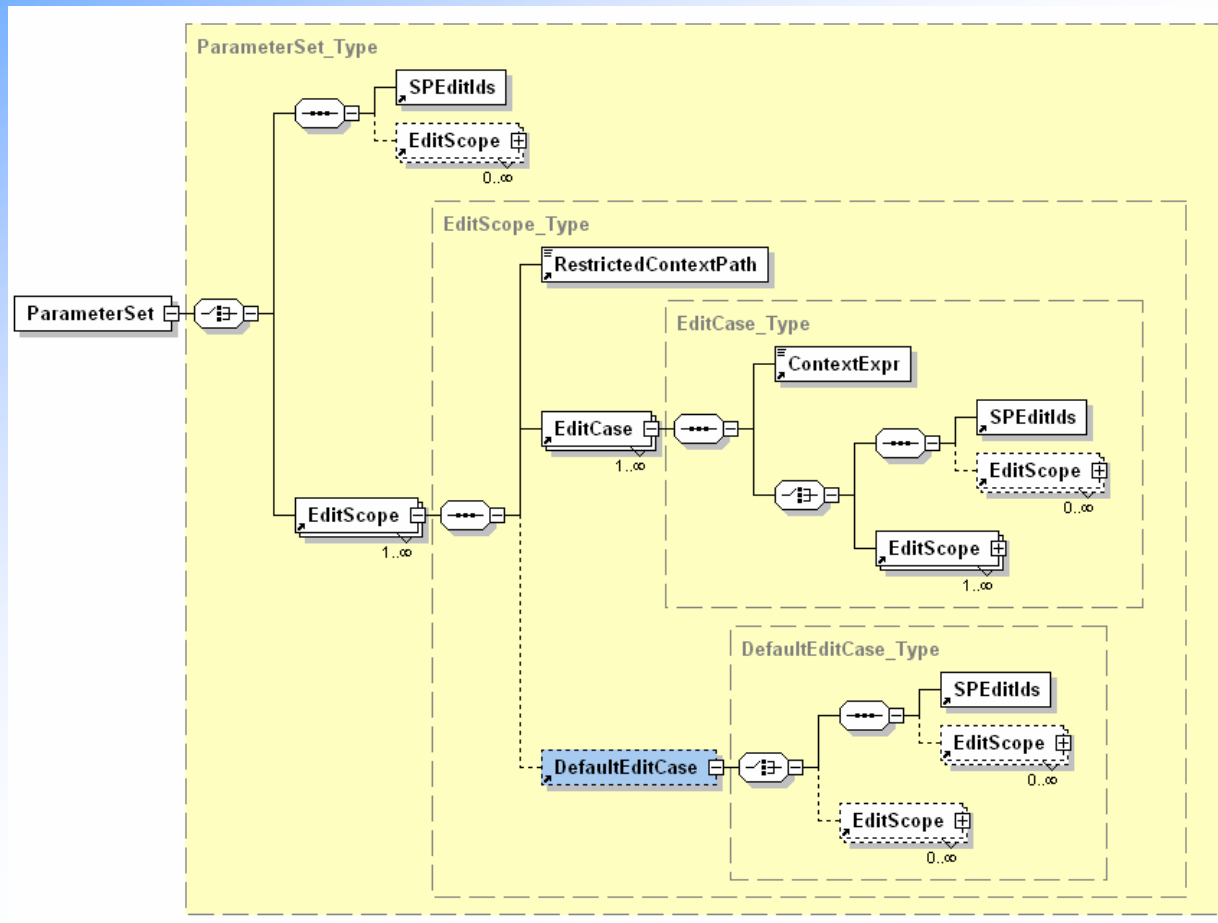 ParameterSet_Type
SPEditIds
EditScope
0..∞
EditScope_Type
RestrictedContextPath
ParameterSet
EditCase_Type
ContextExpr
SPEditIds
EditCase
1..∞
EditScope
0..∞
EditScope
1..∞
EditScope
1..∞
DefaultEditCase_Type
SPEditIds
EditScope
0..∞
DefaultEditCase
EditScope
0..∞